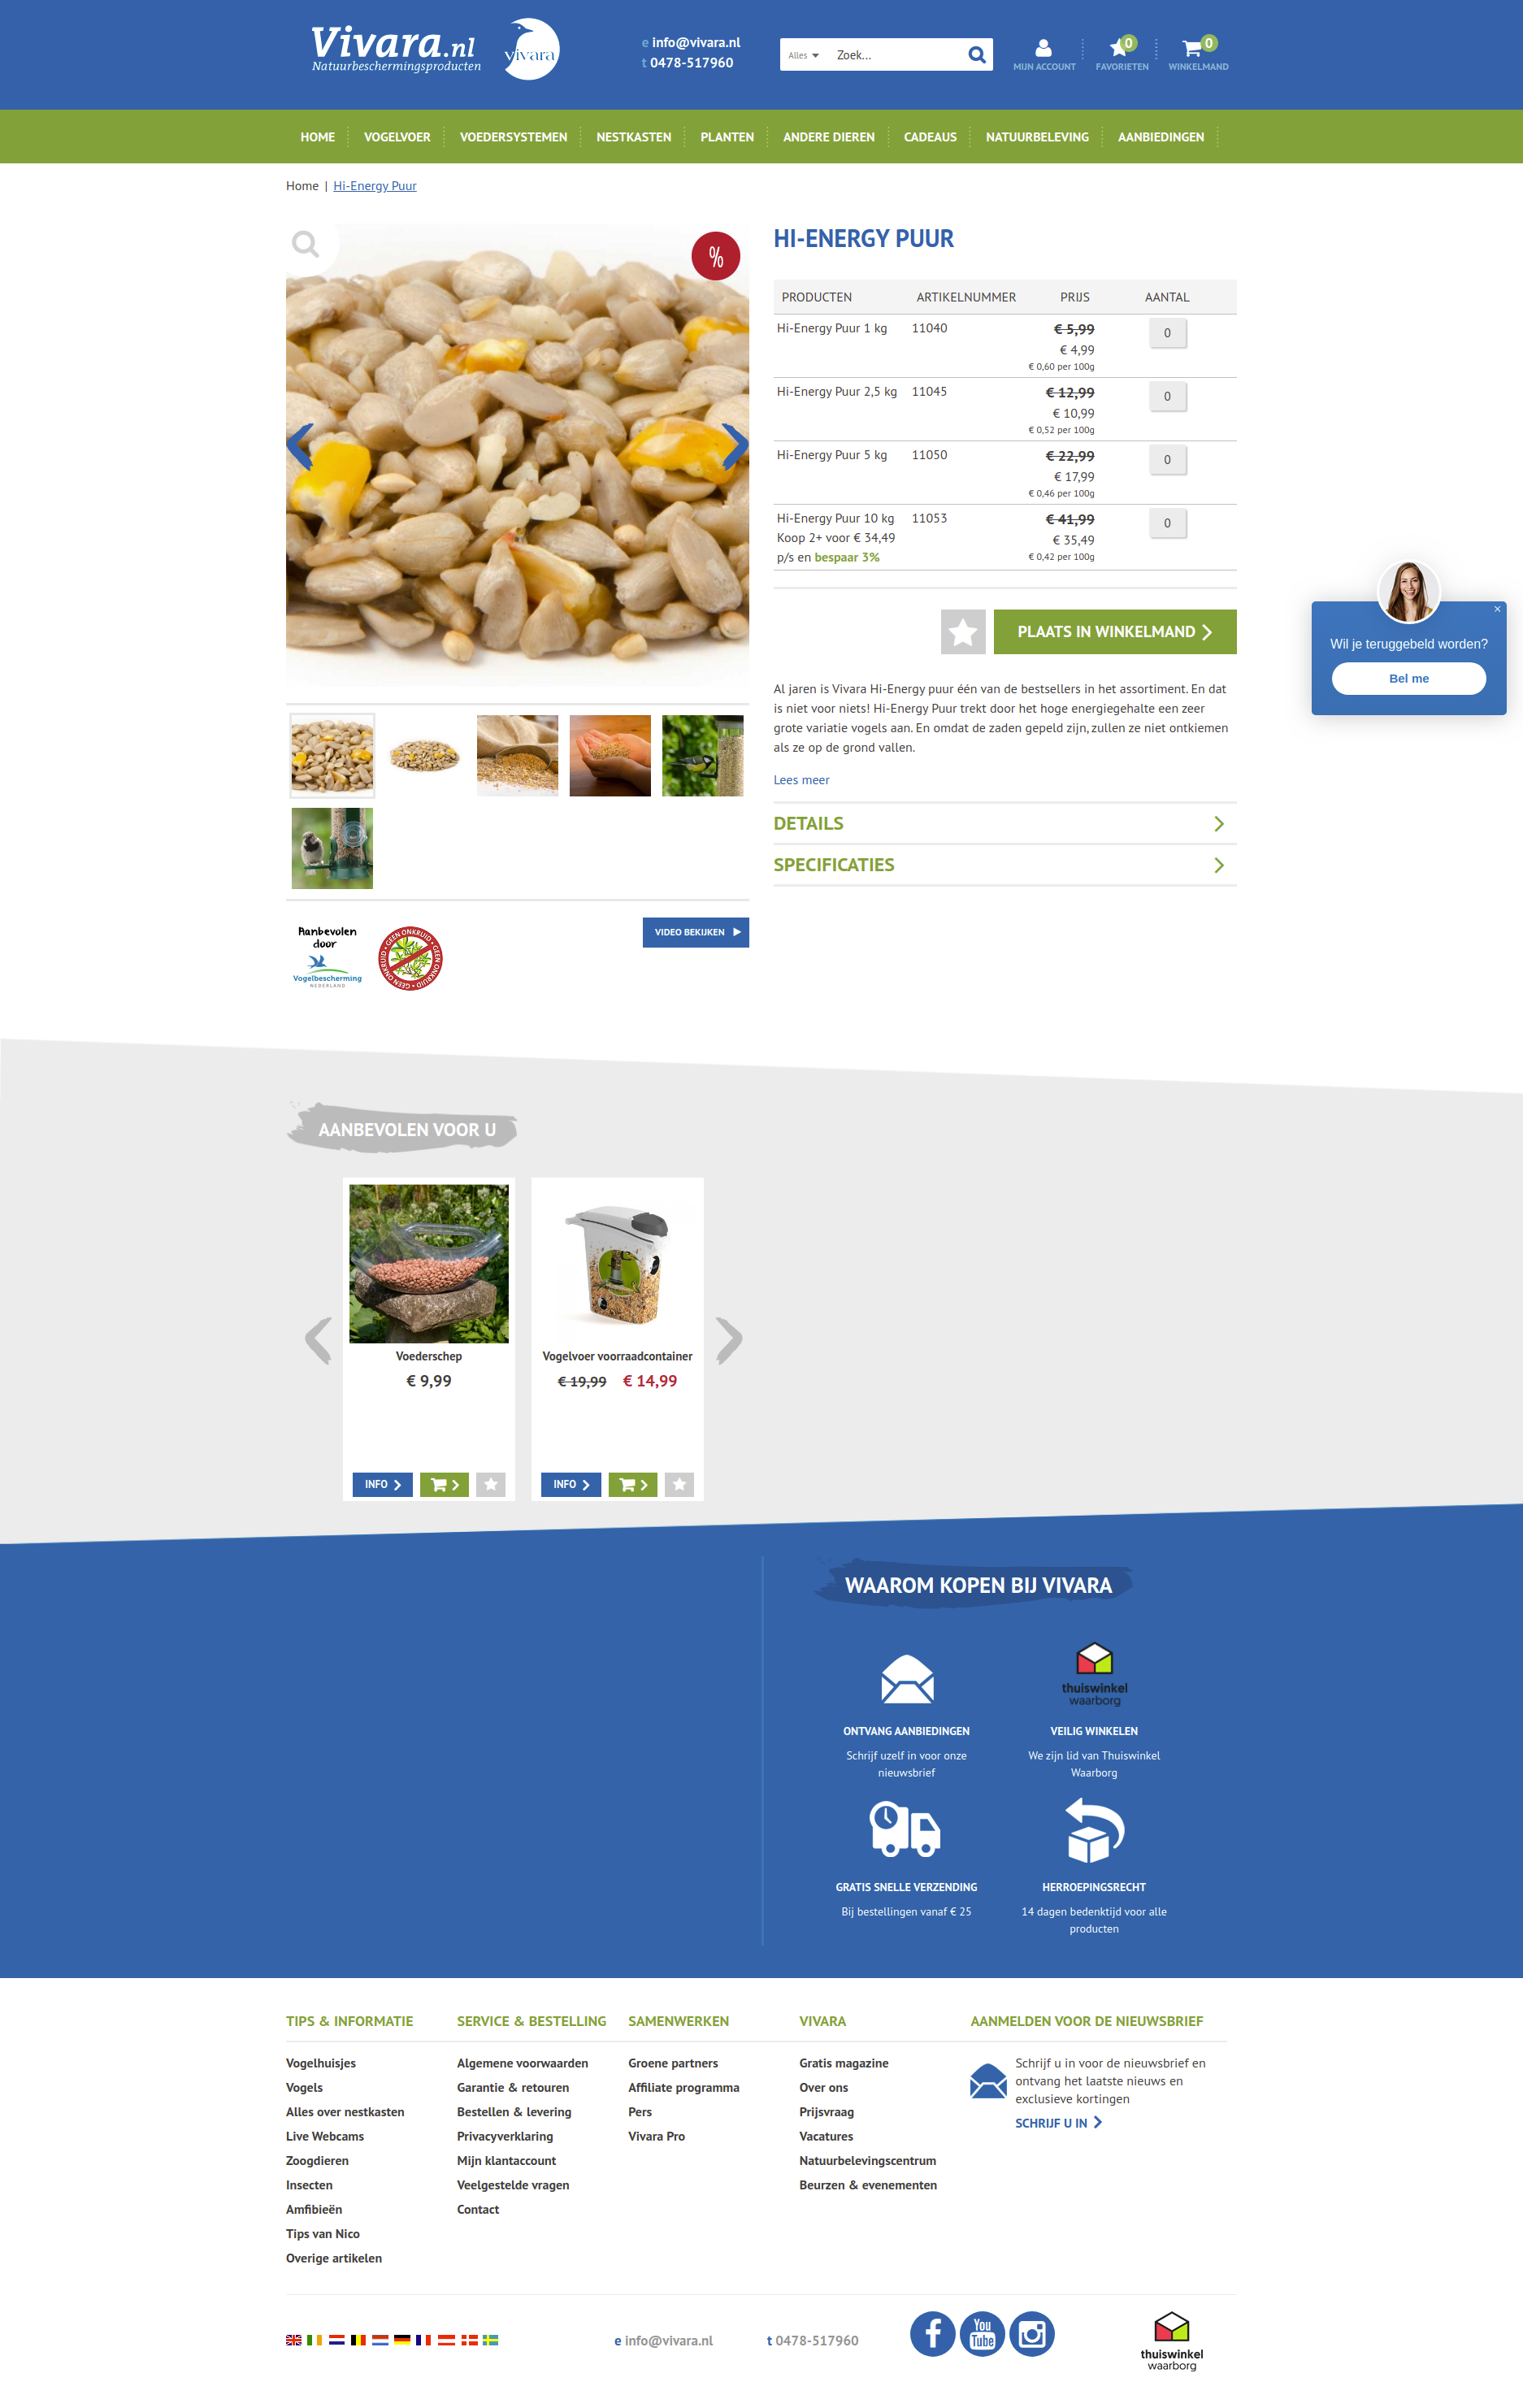 Vivara.nl
Natuurbeschermingsproducten
vivara
e info@vivara.nl
t 0478-517960
Alles
Zoek...
MIJN ACCOUNT
0
FAVORIETEN
0
WINKELMAND
HOME
VOGELVOER
VOEDERSYSTEMEN
NESTKASTEN
PLANTEN
ANDERE DIEREN
CADEAUS
NATUURBELEVING
AANBIEDINGEN
Home | Hi-Energy Puur
%
HI-ENERGY PUUR
PRODUCTEN ARTIKELNUMMER PRIJS AANTAL
Hi-Energy Puur 1 kg 11040 € 5,99 0
€ 4,99
€ 0,60 per 100g
Hi-Energy Puur 2,5 kg 11045 € 12,99 0
€ 10,99
€ 0,52 per 100g
Hi-Energy Puur 5 kg 11050 € 22,99 0
€ 17,99
€ 0,46 per 100g
Hi-Energy Puur 10 kg 11053 € 41,99 0
Koop 2+ voor € 34,49 € 35,49
p/s en bespaar 3% € 0,42 per 100g
PLAATS IN WINKELMAND
Al jaren is Vivara Hi-Energy puur één van de bestsellers in het assortiment. En dat
is niet voor niets! Hi-Energy Puur trekt door het hoge energiegehalte een zeer
grote variatie vogels aan. En omdat de zaden gepeld zijn, zullen ze niet ontkiemen
als ze op de grond vallen.
Lees meer
DETAILS
SPECIFICATIES
×
Wil je teruggebeld worden?
Bel me
Aanbevolen
door
Vogelbescherming
NEDERLAND
GEEN ONKRUID · GEEN ONKRUID · GEEN ONKRUID
VIDEO BEKIJKEN
AANBEVOLEN VOOR U
Voederschep
€ 9,99
INFO
Vogelvoer voorraadcontainer
€ 19,99 € 14,99
INFO
WAAROM KOPEN BIJ VIVARA
ONTVANG AANBIEDINGEN
Schrijf uzelf in voor onze
nieuwsbrief
thuiswinkel
waarborg
VEILIG WINKELEN
We zijn lid van Thuiswinkel
Waarborg
GRATIS SNELLE VERZENDING
Bij bestellingen vanaf € 25
HERROEPINGSRECHT
14 dagen bedenktijd voor alle
producten
TIPS & INFORMATIE
Vogelhuisjes
Vogels
Alles over nestkasten
Live Webcams
Zoogdieren
Insecten
Amfibieën
Tips van Nico
Overige artikelen
SERVICE & BESTELLING
Algemene voorwaarden
Garantie & retouren
Bestellen & levering
Privacyverklaring
Mijn klantaccount
Veelgestelde vragen
Contact
SAMENWERKEN
Groene partners
Affiliate programma
Pers
Vivara Pro
VIVARA
Gratis magazine
Over ons
Prijsvraag
Vacatures
Natuurbelevingscentrum
Beurzen & evenementen
AANMELDEN VOOR DE NIEUWSBRIEF
Schrijf u in voor de nieuwsbrief en
ontvang het laatste nieuws en
exclusieve kortingen
SCHRIJF U IN
e info@vivara.nl
t 0478-517960
You
Tube
thuiswinkel
waarborg